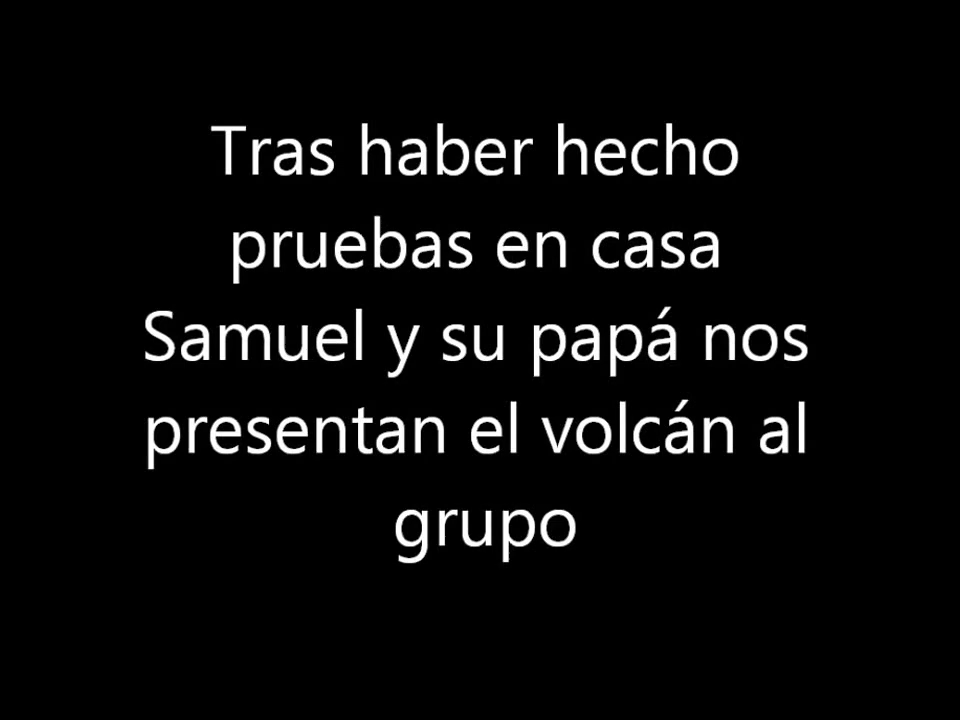 Tras haber hecho
pruebas en casa
Samuel y su papá nos
presentan el volcán al
grupo